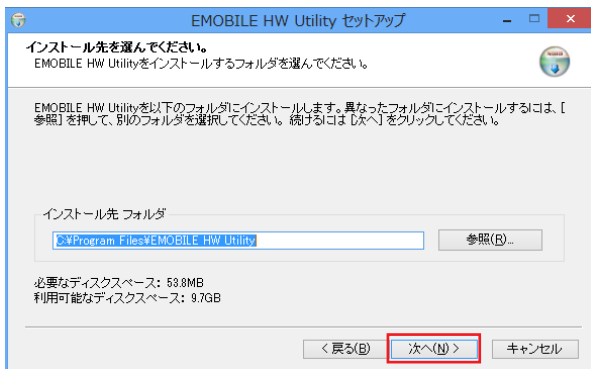 EMOBILE HW Utility セットアップ
インストール先を選んでください。
EMOBILE HW Utilityをインストールするフォルダを選んでください。
EMOBILE HW Utilityを以下のフォルダにインストールします。異なったフォルダにインストールするには、[
参照] を押して、別のフォルダを選択してください。続けるには [次へ] をクリックしてください。
インストール先 フォルダ
C:¥Program Files¥EMOBILE HW Utility
参照(R)...
必要なディスクスペース: 53.8MB
利用可能なディスクスペース: 9.7GB
< 戻る(B)
次へ(N) >
キャンセル